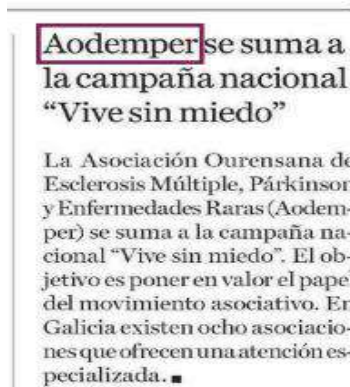 Aodemper se suma a
la campaña nacional
“Vive sin miedo”
La Asociación Ourensana de
Esclerosis Múltiple, Párkinson
y Enfermedades Raras (Aodem-
per) se suma a la campaña na-
cional “Vive sin miedo”. El ob-
jetivo es poner en valor el papel
del movimiento asociativo. En
Galicia existen ocho asociacio-
nes que ofrecen una atención es-
pecializada.